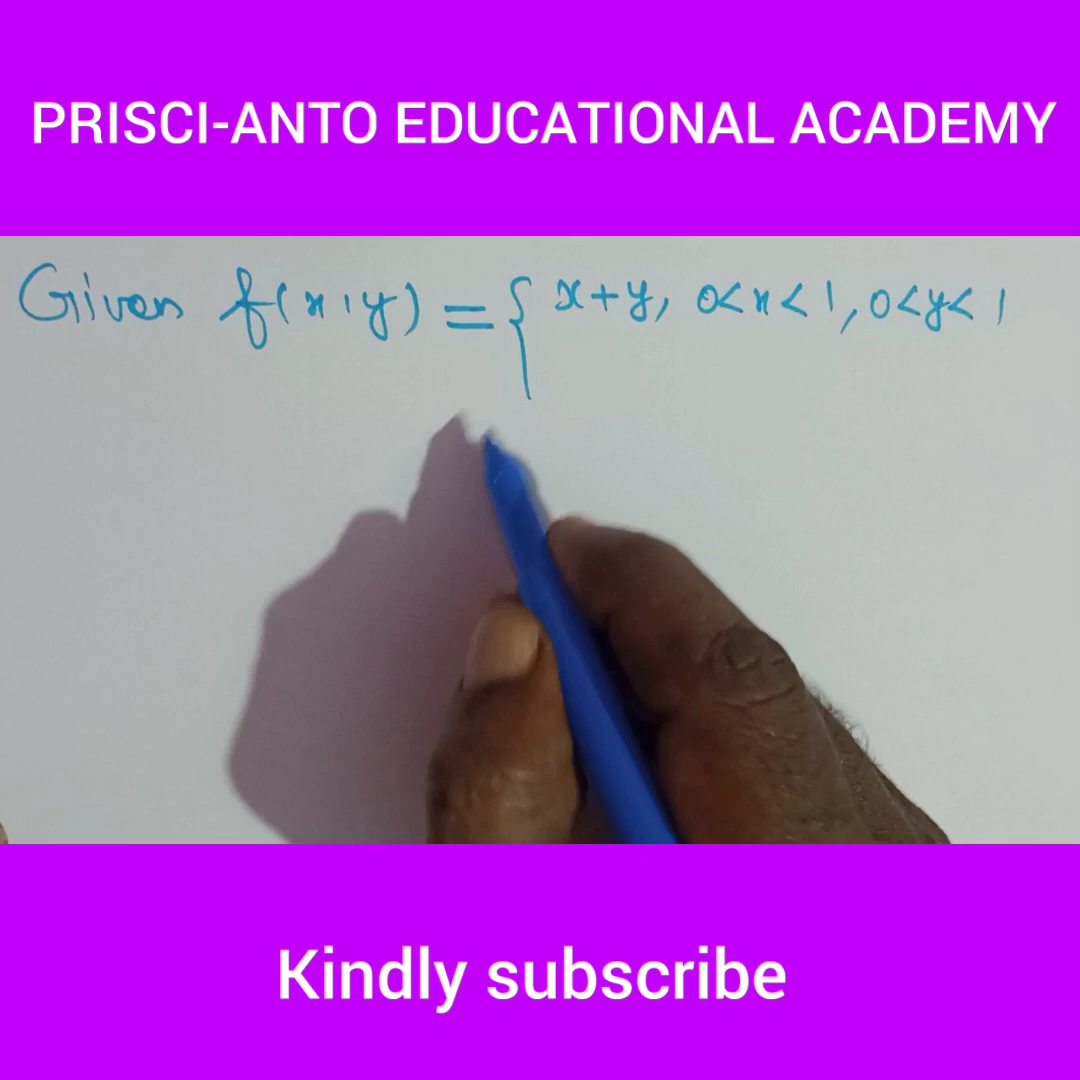 PRISCI-ANTO EDUCATIONAL ACADEMY
Given f(x,y) = { x+y, 0<x<1, 0<y<1
Kindly subscribe